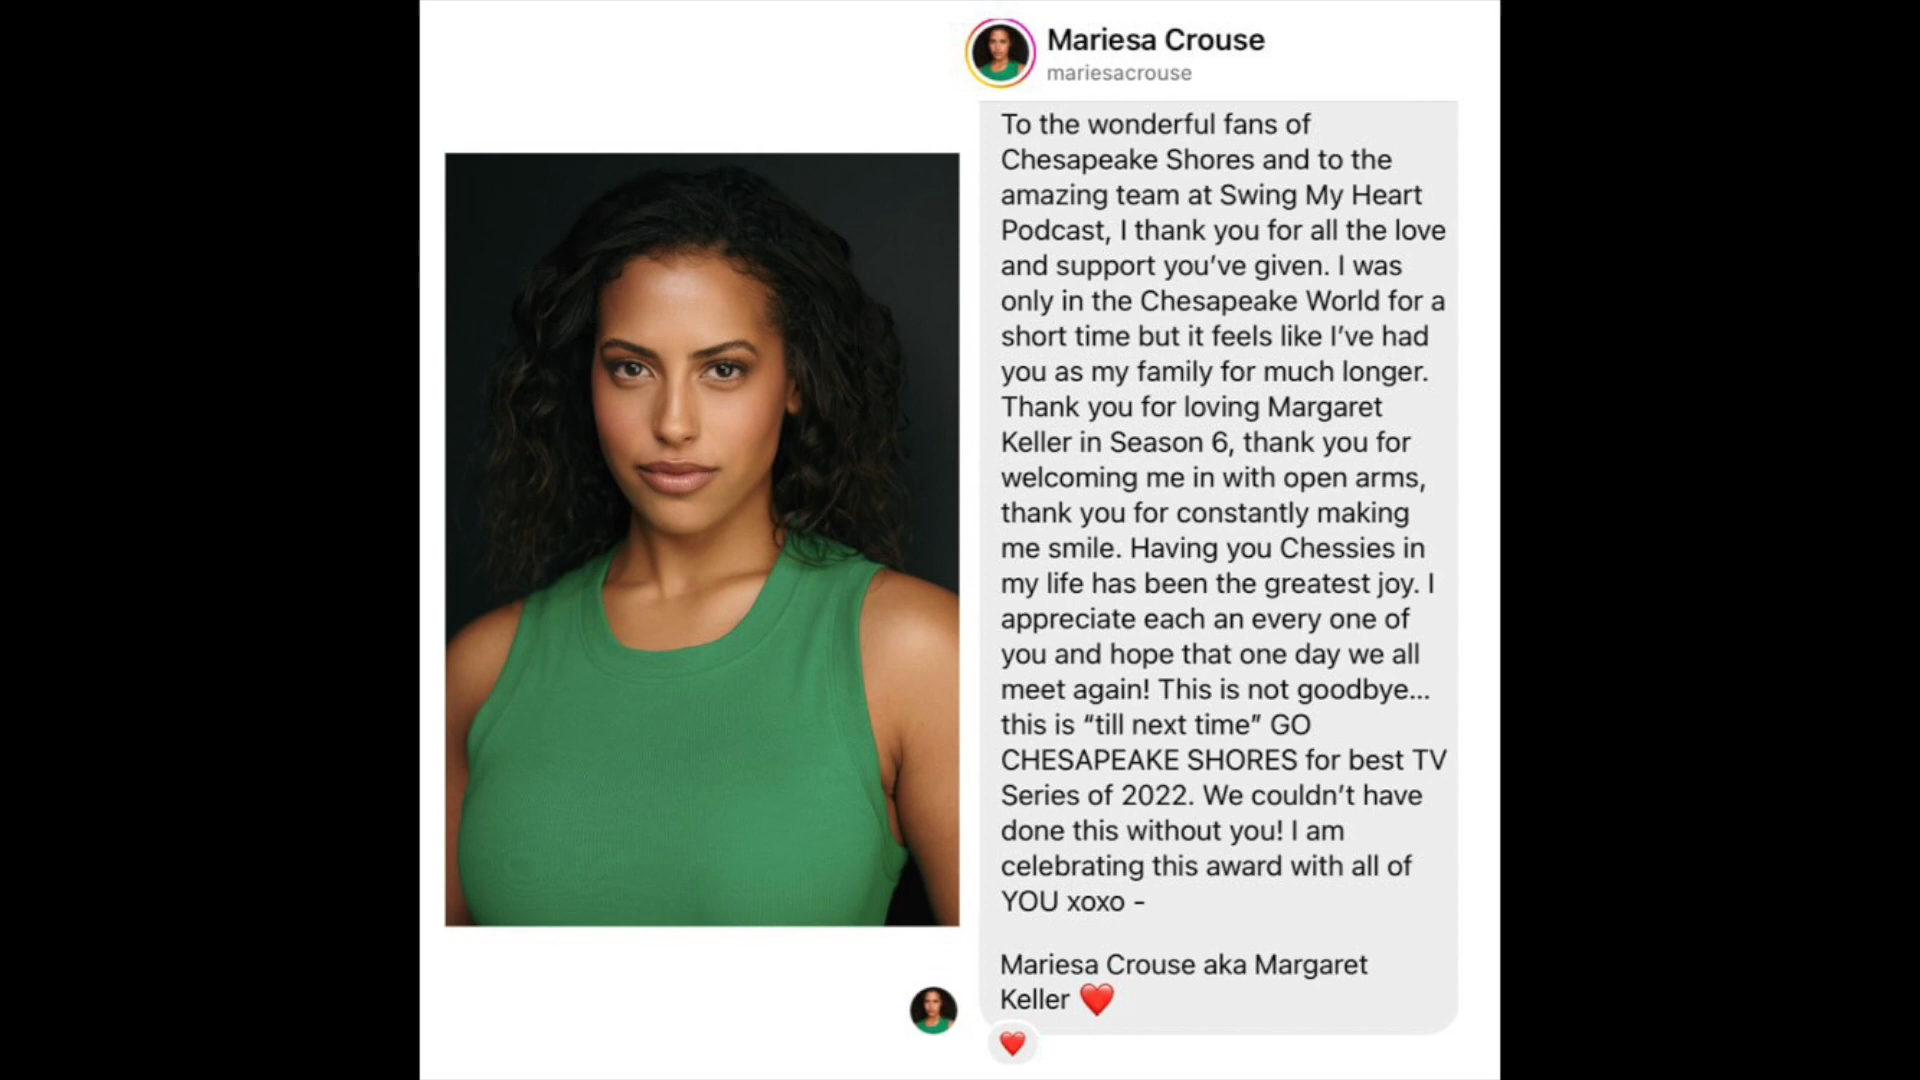 Mariesa Crouse
mariesacrouse
To the wonderful fans of
Chesapeake Shores and to the
amazing team at Swing My Heart
Podcast, I thank you for all the love
and support you’ve given. I was
only in the Chesapeake World for a
short time but it feels like I’ve had
you as my family for much longer.
Thank you for loving Margaret
Keller in Season 6, thank you for
welcoming me in with open arms,
thank you for constantly making
me smile. Having you Chessies in
my life has been the greatest joy. I
appreciate each an every one of
you and hope that one day we all
meet again! This is not goodbye...
this is “till next time” GO
CHESAPEAKE SHORES for best TV
Series of 2022. We couldn’t have
done this without you! I am
celebrating this award with all of
YOU xoxo -
Mariesa Crouse aka Margaret
Keller ❤️